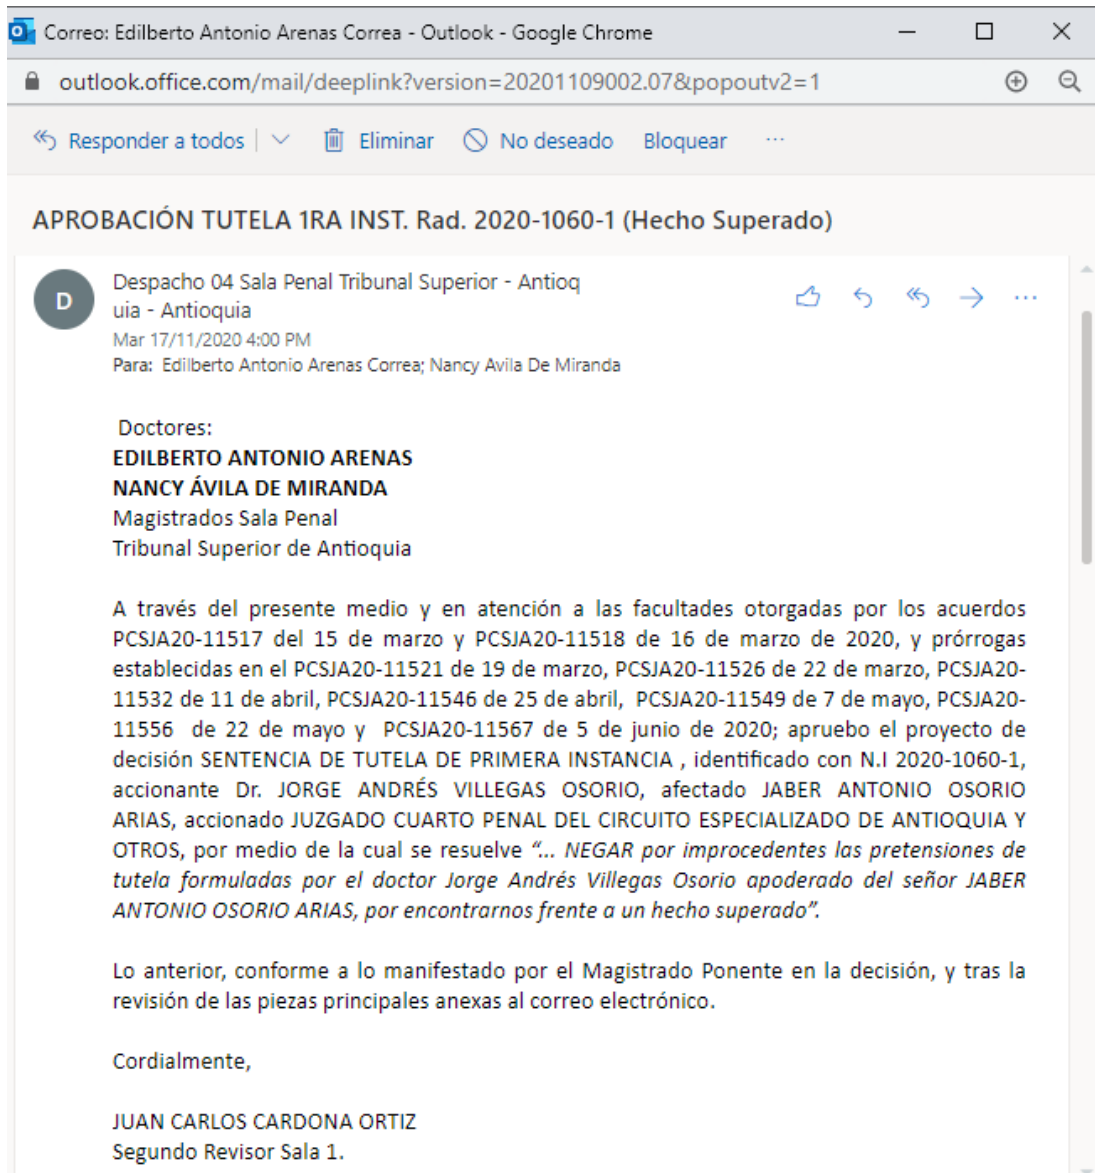 Correo: Edilberto Antonio Arenas Correa - Outlook - Google Chrome
outlook.office.com/mail/deeplink?version=20201109002.07&popoutv2=1
Responder a todos Eliminar No deseado Bloquear ...
APROBACIÓN TUTELA 1RA INST. Rad. 2020-1060-1 (Hecho Superado)
D
Despacho 04 Sala Penal Tribunal Superior - Antioq
uia - Antioquia
Mar 17/11/2020 4:00 PM
Para: Edilberto Antonio Arenas Correa; Nancy Avila De Miranda
Doctores:
EDILBERTO ANTONIO ARENAS
NANCY ÁVILA DE MIRANDA
Magistrados Sala Penal
Tribunal Superior de Antioquia
A través del presente medio y en atención a las facultades otorgadas por los acuerdos
PCSJA20-11517 del 15 de marzo y PCSJA20-11518 de 16 de marzo de 2020, y prórrogas
establecidas en el PCSJA20-11521 de 19 de marzo, PCSJA20-11526 de 22 de marzo, PCSJA20-
11532 de 11 de abril, PCSJA20-11546 de 25 de abril, PCSJA20-11549 de 7 de mayo, PCSJA20-
11556 de 22 de mayo y PCSJA20-11567 de 5 de junio de 2020; apruebo el proyecto de
decisión SENTENCIA DE TUTELA DE PRIMERA INSTANCIA , identificado con N.I 2020-1060-1,
accionante Dr. JORGE ANDRÉS VILLEGAS OSORIO, afectado JABER ANTONIO OSORIO
ARIAS, accionado JUZGADO CUARTO PENAL DEL CIRCUITO ESPECIALIZADO DE ANTIOQUIA Y
OTROS, por medio de la cual se resuelve “... NEGAR por improcedentes las pretensiones de
tutela formuladas por el doctor Jorge Andrés Villegas Osorio apoderado del señor JABER
ANTONIO OSORIO ARIAS, por encontrarnos frente a un hecho superado”.
Lo anterior, conforme a lo manifestado por el Magistrado Ponente en la decisión, y tras la
revisión de las piezas principales anexas al correo electrónico.
Cordialmente,
JUAN CARLOS CARDONA ORTIZ
Segundo Revisor Sala 1.